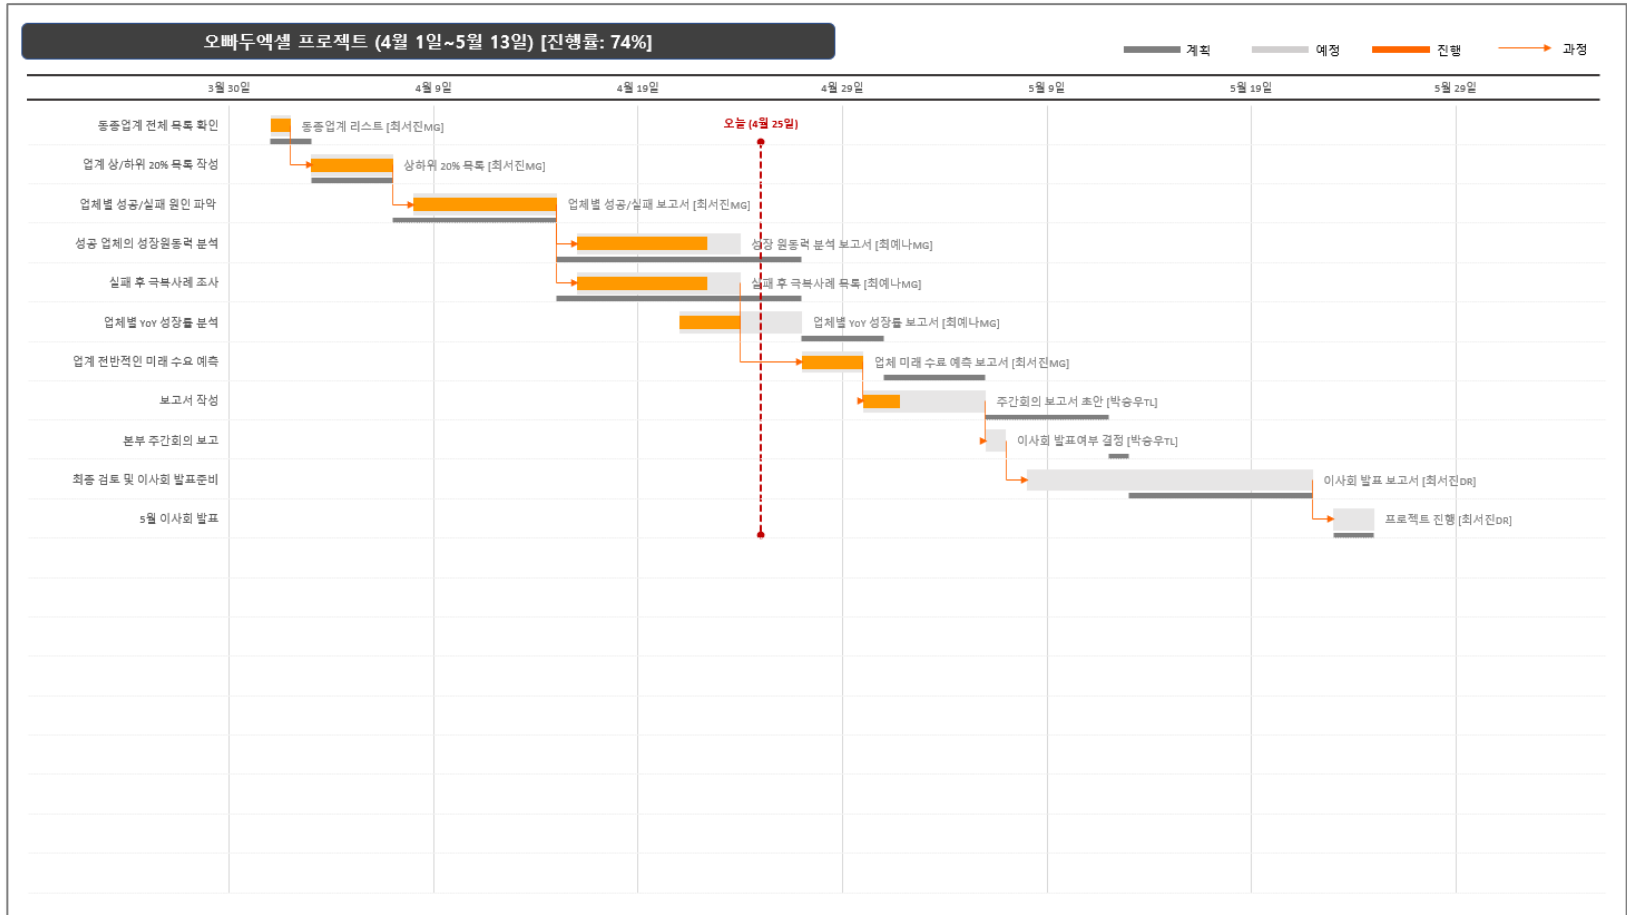 오빠두엑셀 프로젝트 (4월 1일~5월 13일) [진행률: 74%]
계획 예정 진행 과정
3월 30일 4월 9일 4월 19일 4월 29일 5월 9일 5월 19일 5월 29일
오늘 (4월 25일)
동종업계 전체 목록 확인 동종업계 리스트 [최서진MG]
업계 상/하위 20% 목록 작성 상하위 20% 목록 [최서진MG]
업체별 성공/실패 원인 파악 업체별 성공/실패 보고서 [최서진MG]
성공 업체의 성장원동력 분석 성장 원동력 분석 보고서 [최예나MG]
실패 후 극복사례 조사 실패 후 극복사례 목록 [최예나MG]
업체별 YoY 성장률 분석 업체별 YoY 성장률 보고서 [최예나MG]
업계 전반적인 미래 수요 예측 업체 미래 수료 예측 보고서 [최서진MG]
보고서 작성 주간회의 보고서 초안 [박승우TL]
본부 주간회의 보고 이사회 발표여부 결정 [박승우TL]
최종 검토 및 이사회 발표준비 이사회 발표 보고서 [최서진DR]
5월 이사회 발표 프로젝트 진행 [최서진DR]